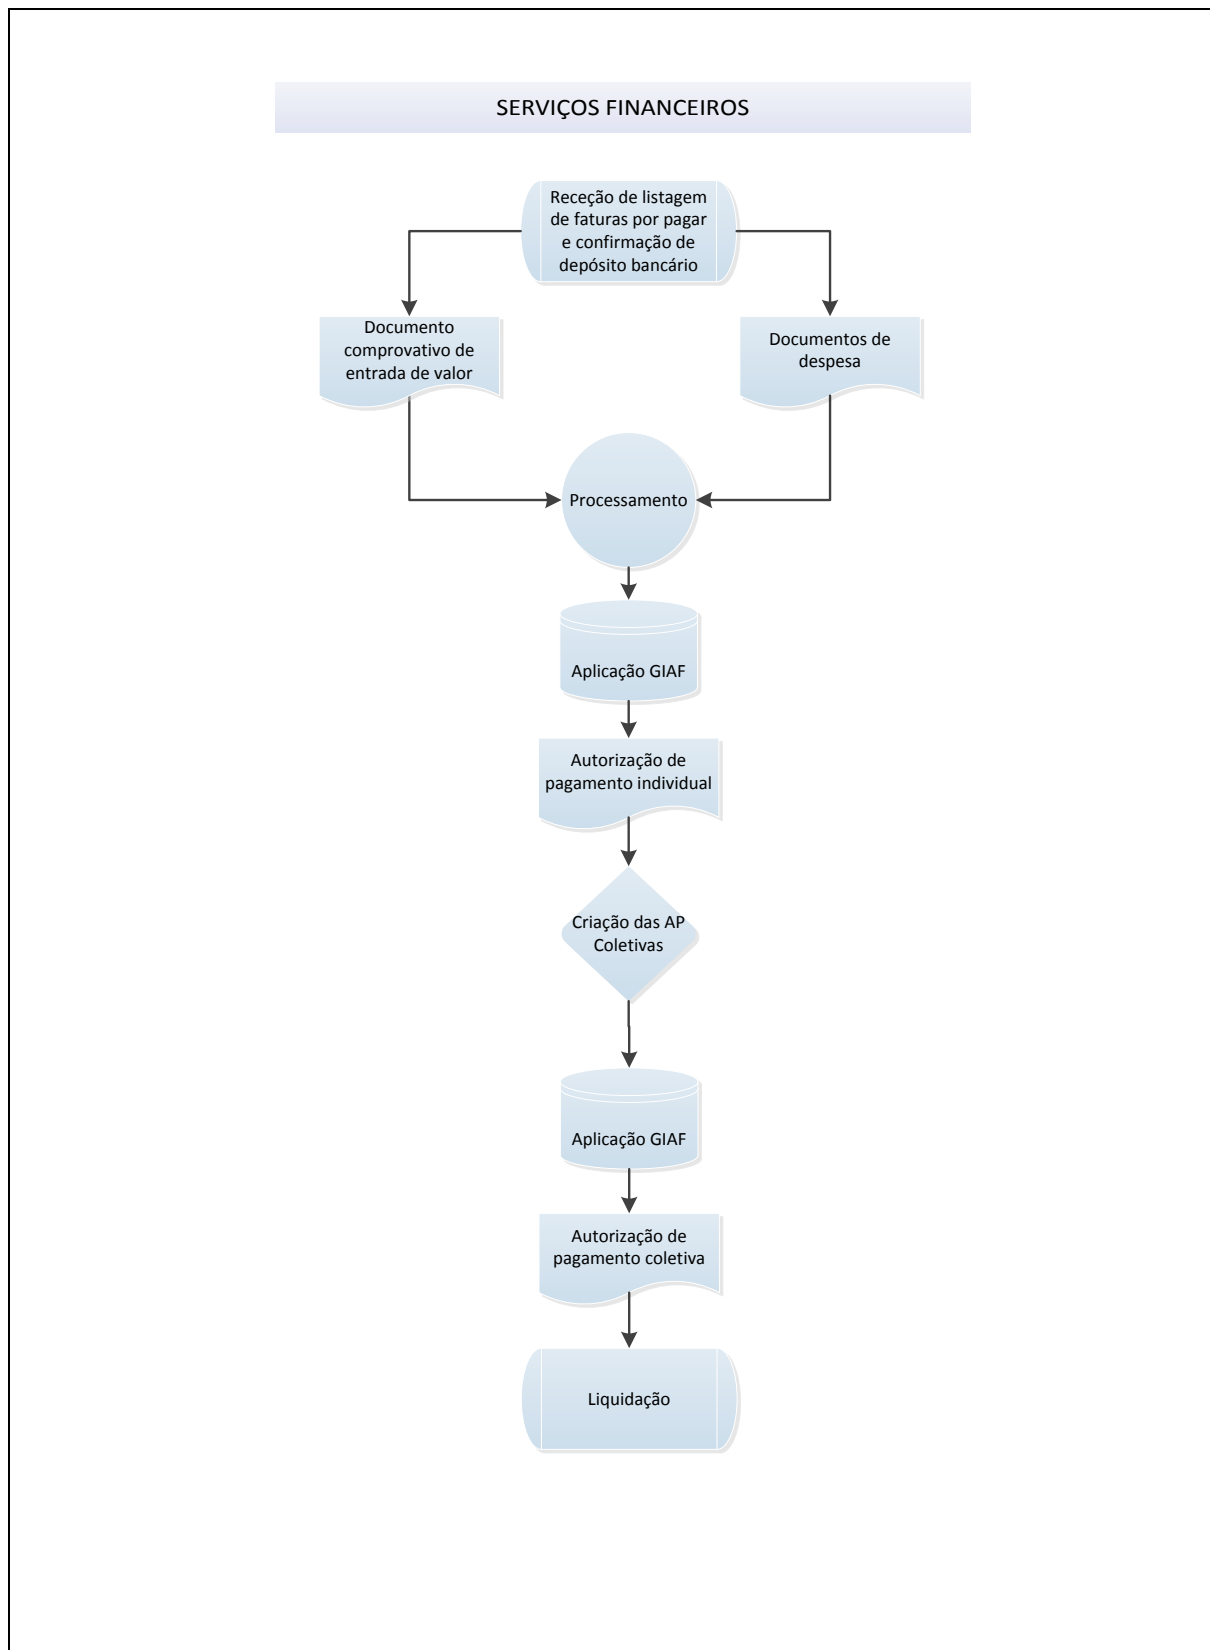 SERVIÇOS FINANCEIROS
Receção de listagem
de faturas por pagar
e confirmação de
depósito bancário
Documento
comprovativo de
entrada de valor
Documentos de
despesa
Processamento
Aplicação GIAF
Autorização de
pagamento individual
Criação das AP
Coletivas
Aplicação GIAF
Autorização de
pagamento coletiva
Liquidação